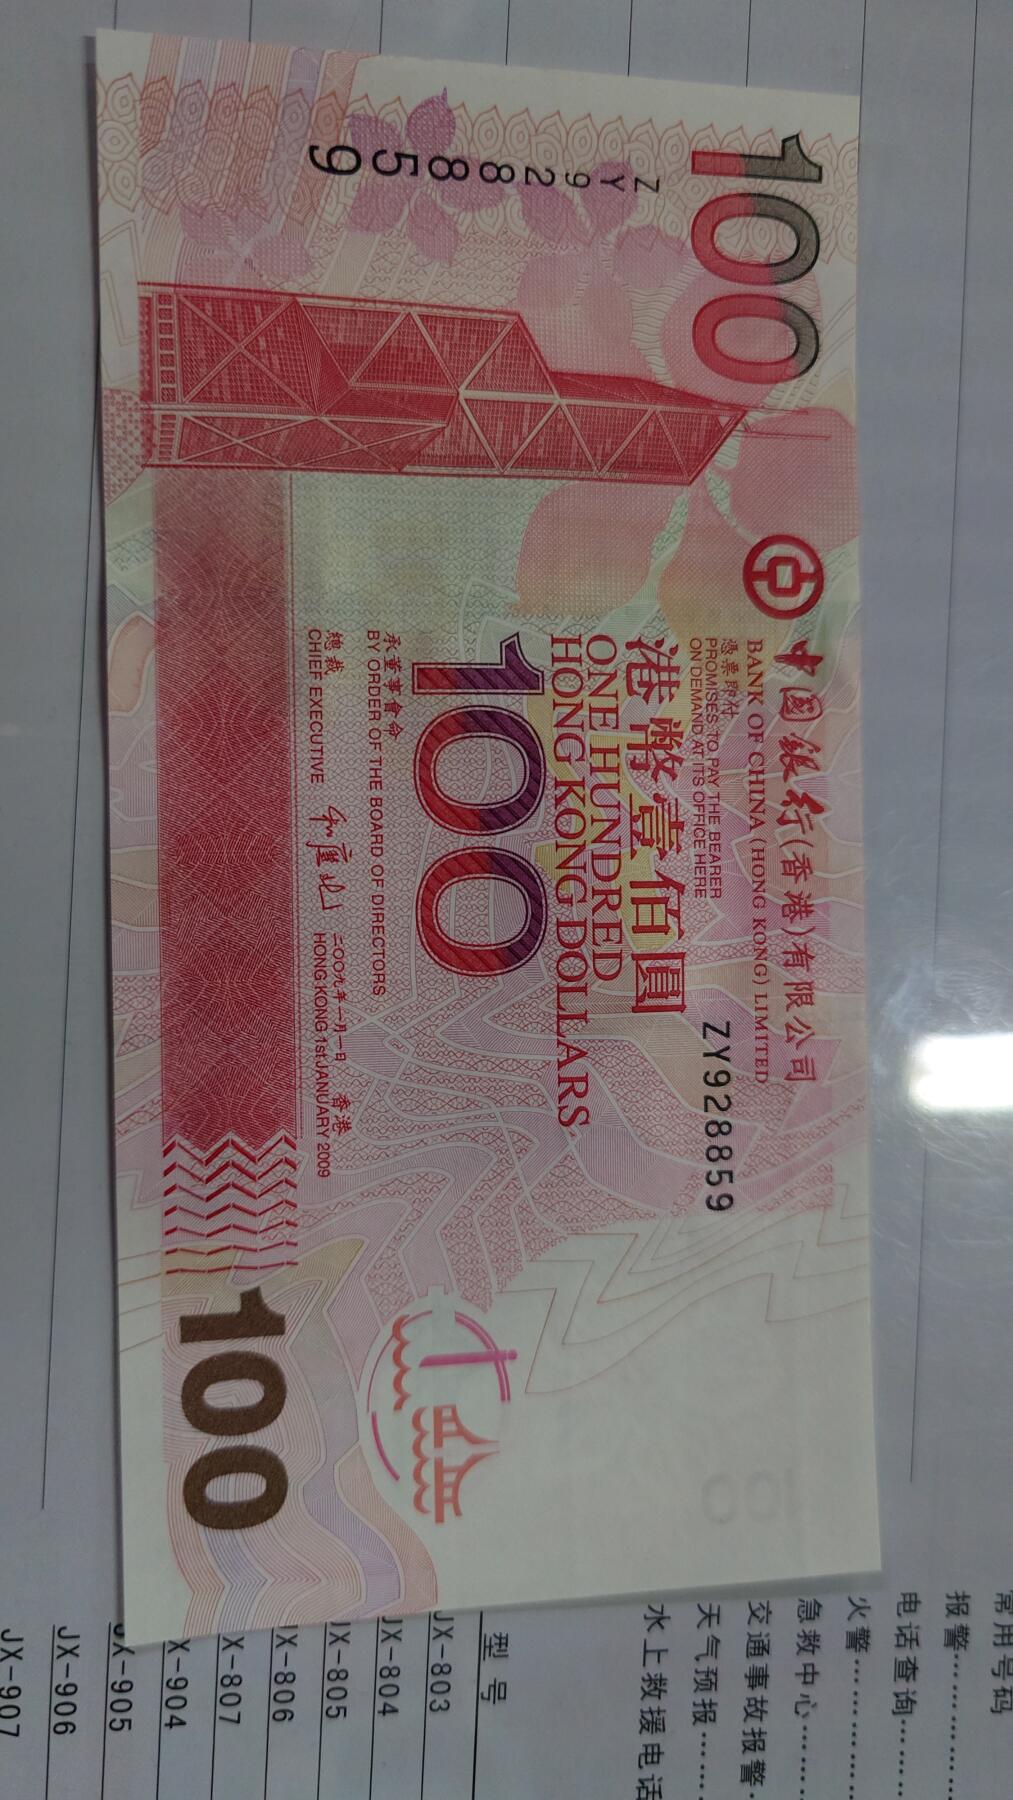 100
ZY928859
中國銀行(香港)有限公司
BANK OF CHINA (HONG KONG) LIMITED
憑票即付
PROMISES TO PAY THE BEARER
ON DEMAND AT ITS OFFICE HERE
ZY928859
港幣壹佰圓
ONE HUNDRED
HONG KONG DOLLARS
100
承董事會命
BY ORDER OF THE BOARD OF DIRECTORS
總裁
CHIEF EXECUTIVE
二〇〇九年一月一日 香港
HONG KONG 1st JANUARY 2009
100
100
常用号码
报警…………
电话查询………
火警…………
急救中心……
交通事故报警…
天气预报……
水上救援电话
型号
JX-803
JX-804
JX-805
JX-806
JX-807
JX-904
JX-905
JX-906
JX-907